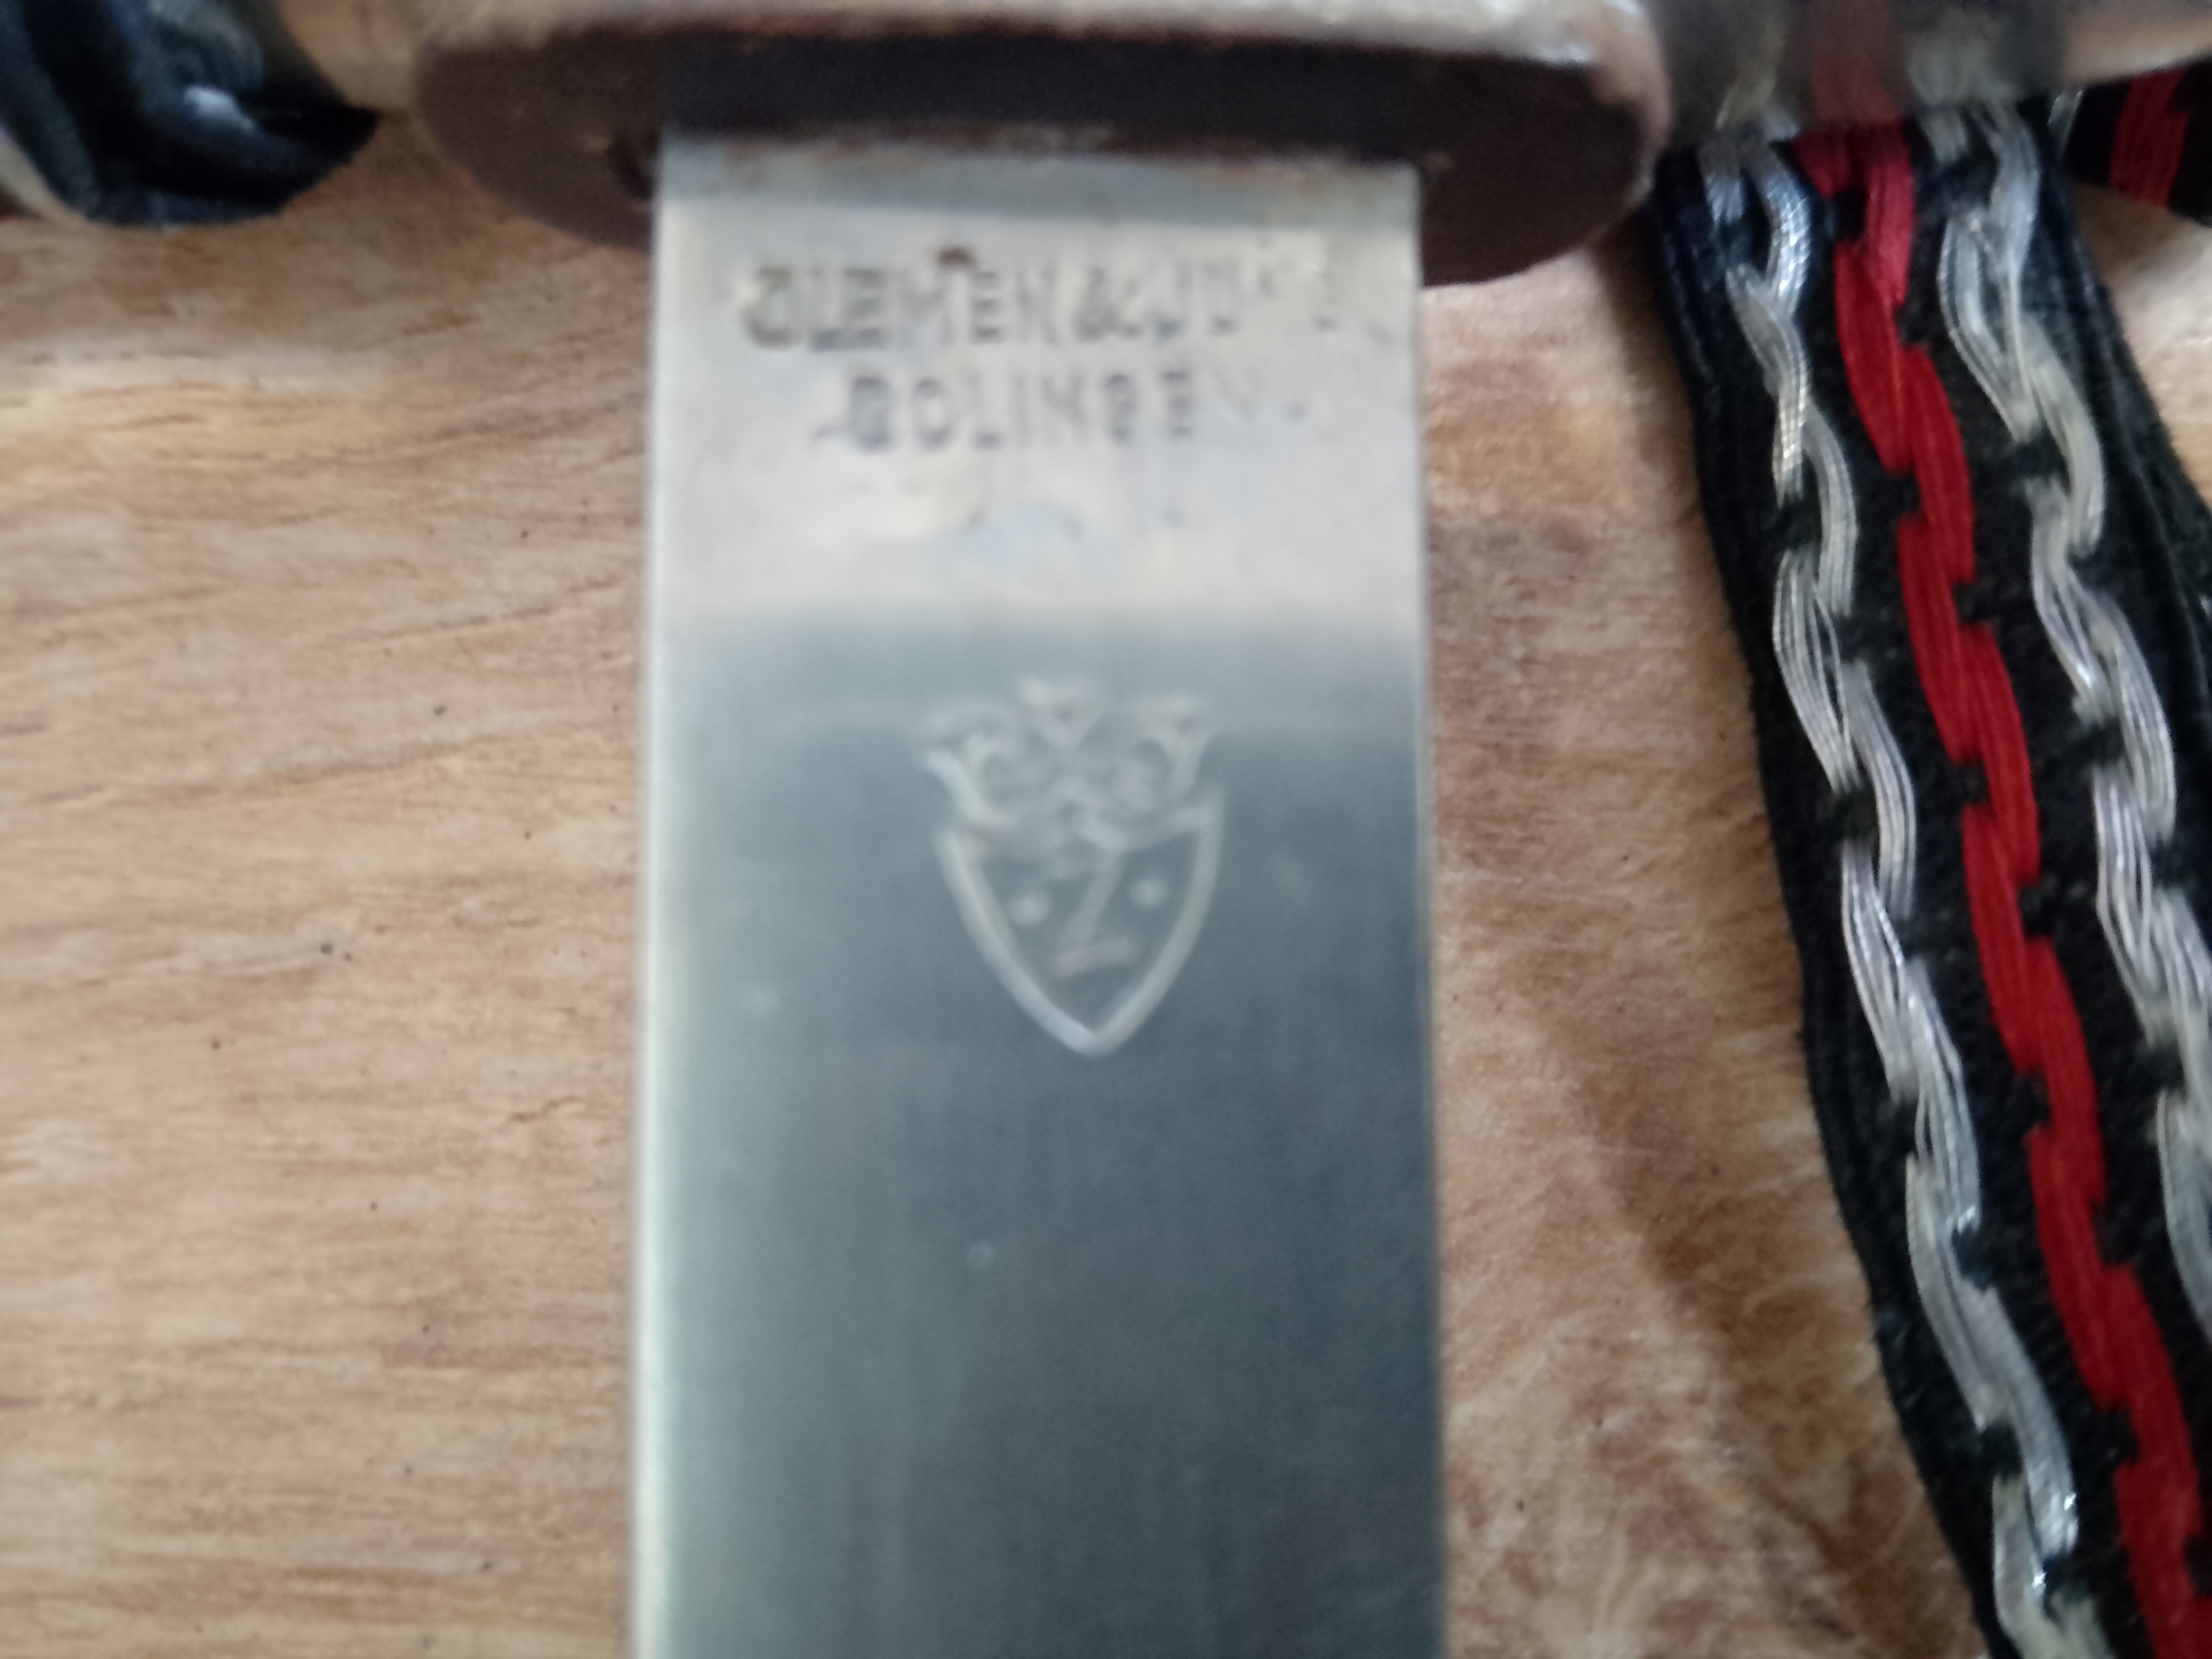 CLEMEN & JUNG
SOLINGEN.
Z